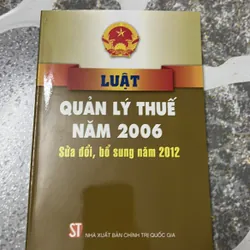 LUẬT
QUẢN LÝ THUẾ
NĂM 2006
Sửa đổi, bổ sung năm 2012
ST NHÀ XUẤT BẢN CHÍNH TRỊ QUỐC GIA